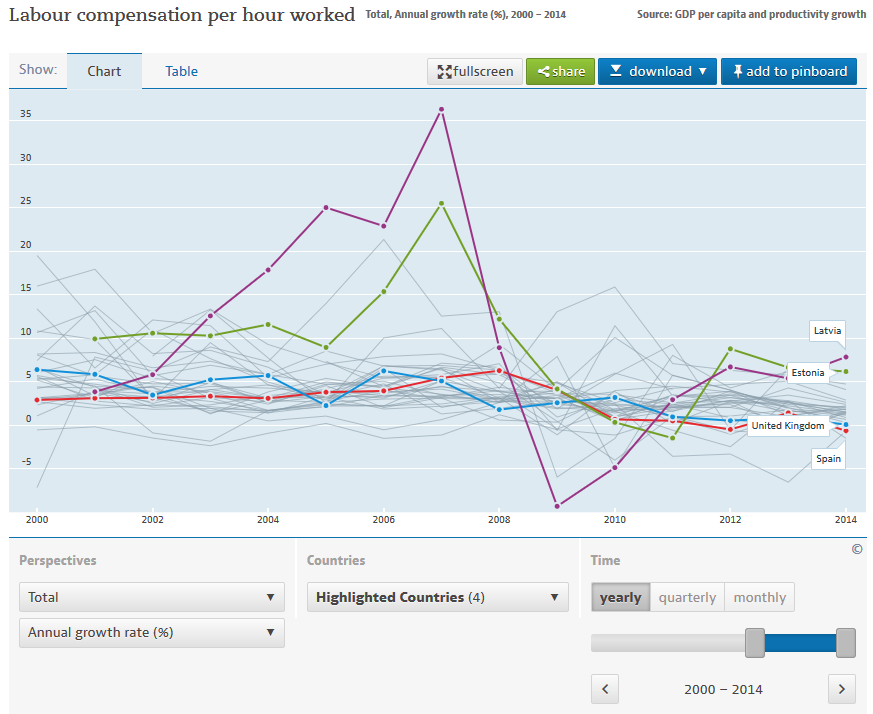 Labour compensation per hour worked Total, Annual growth rate (%), 2000 – 2014 Source: GDP per capita and productivity growth
Show: Chart Table fullscreen share download ▼ add to pinboard
35
30
25
20
15
10
5
0
-5
Latvia
Estonia
United Kingdom
Spain
2000 2002 2004 2006 2008 2010 2012 2014
©
Perspectives Countries Time
Total ▼ Highlighted Countries (4) ▼ yearly quarterly monthly
Annual growth rate (%) ▼
< 2000 – 2014 >